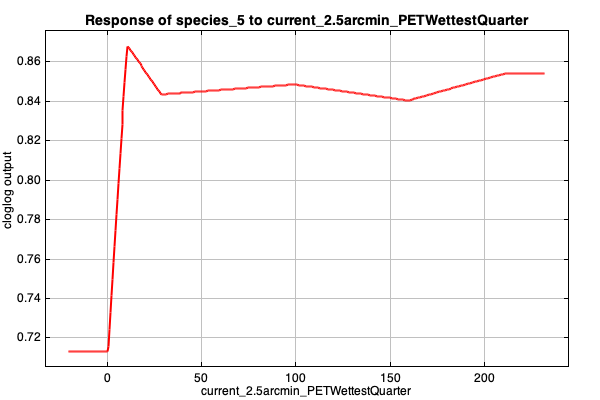 Response of species_5 to current_2.5arcmin_PETWettestQuarter
0.86
0.84
0.82
0.80
0.78
0.76
0.74
0.72
cloglog output
0 50 100 150 200
current_2.5arcmin_PETWettestQuarter